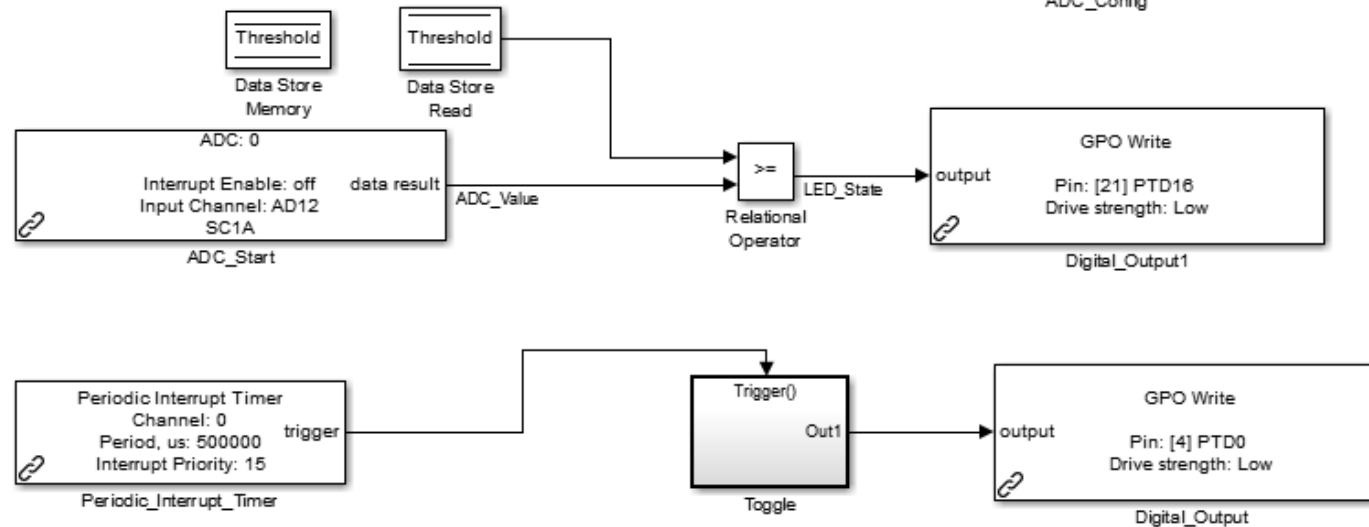 ADC_Config
Threshold
Data Store
Memory
Threshold
Data Store
Read
ADC: 0
Interrupt Enable: off
Input Channel: AD12
SC1A
data result
ADC_Start
ADC_Value
>=
Relational
Operator
LED_State
output
GPO Write
Pin: [21] PTD16
Drive strength: Low
Digital_Output1
Periodic Interrupt Timer
Channel: 0
Period, us: 500000
Interrupt Priority: 15
trigger
Periodic_Interrupt_Timer
Trigger()
Out1
Toggle
output
GPO Write
Pin: [4] PTD0
Drive strength: Low
Digital_Output